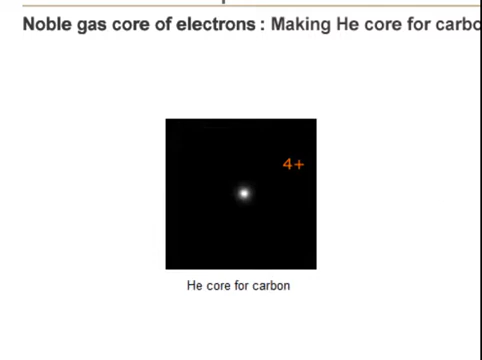 Noble gas core of electrons : Making He core for carbo
4+
He core for carbon